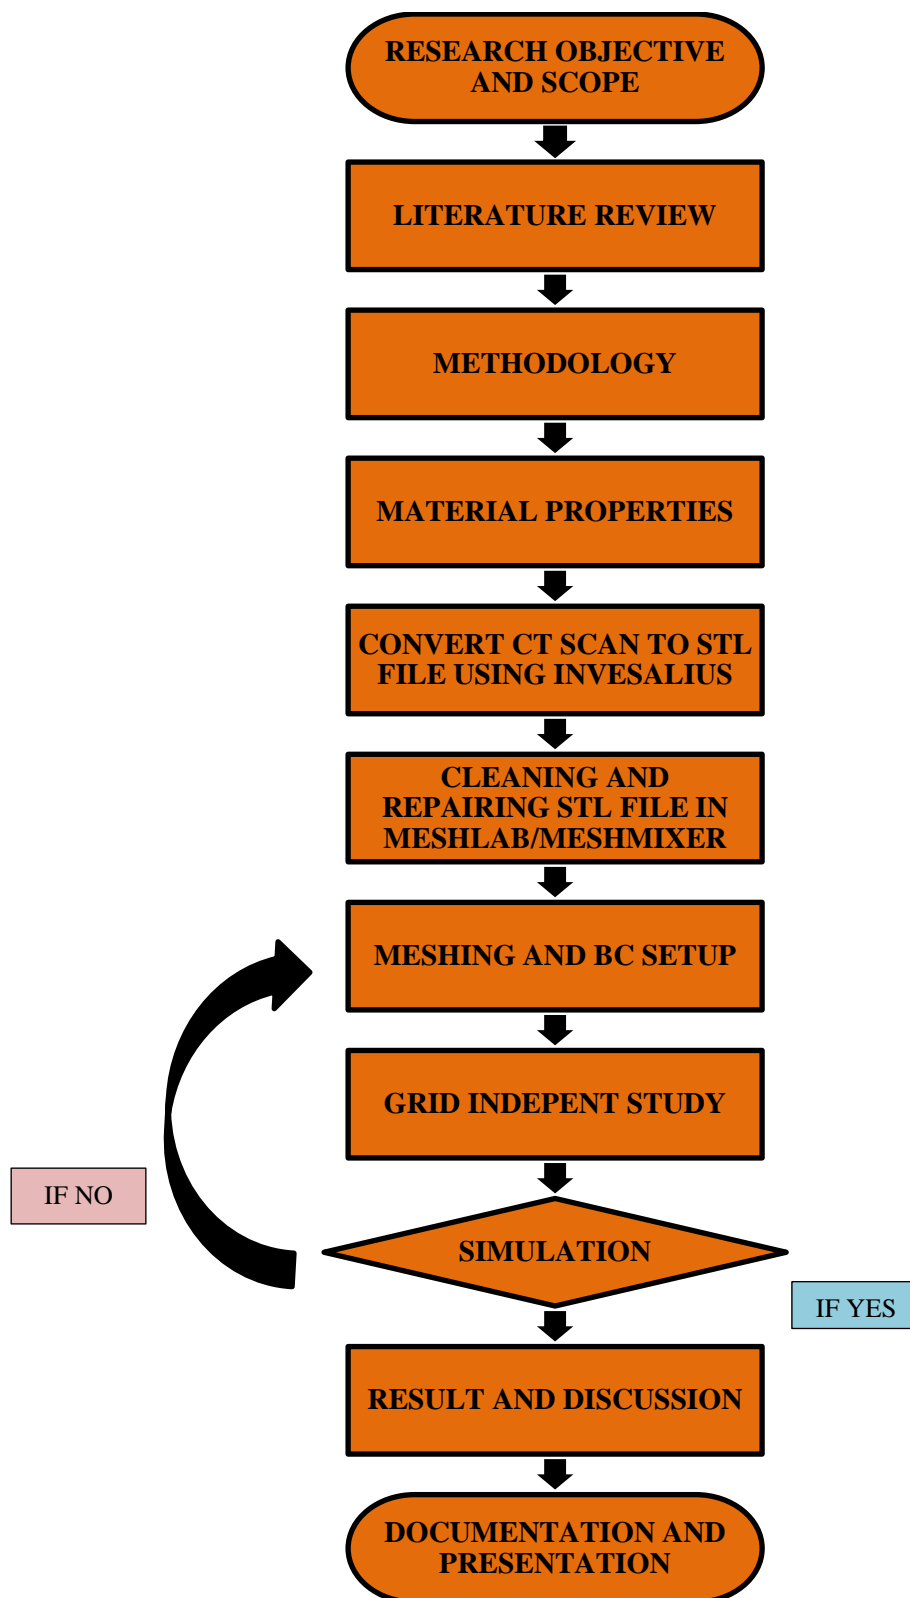 RESEARCH OBJECTIVE
AND SCOPE
LITERATURE REVIEW
METHODOLOGY
MATERIAL PROPERTIES
CONVERT CT SCAN TO STL
FILE USING INVESALIUS
CLEANING AND
REPAIRING STL FILE IN
MESHLAB/MESHMIXER
MESHING AND BC SETUP
GRID INDEPENT STUDY
IF NO
SIMULATION
IF YES
RESULT AND DISCUSSION
DOCUMENTATION AND
PRESENTATION